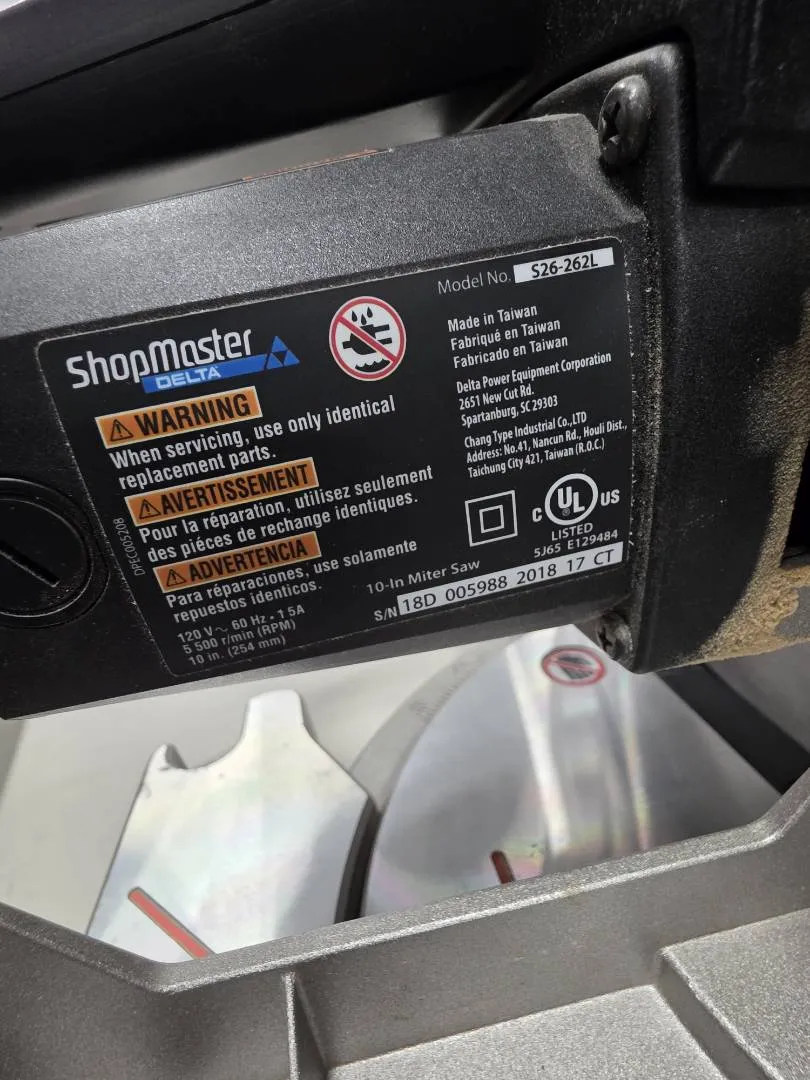 ShopMaster
DELTA
Model No. S26-262L
Made in Taiwan
Fabriqué en Taiwan
Fabricado en Taiwan
Delta Power Equipment Corporation
2651 New Cut Rd.
Spartanburg, SC 29303
Chang Type Industrial Co.,LTD
Address: No.41, Nancun Rd., Houli Dist.,
Taichung City 421, Taiwan (R.O.C.)
WARNING
When servicing, use only identical
replacement parts.
AVERTISSEMENT
Pour la réparation, utilisez seulement
des piéces de rechange identiques.
ADVERTENCIA
Para réparaciones, use solamente
repuestos identicos.
120 V ~ 60 Hz • 15A
5 500 r/min (RPM)
10 in. (254 mm)
C UL US
LISTED
5J65 E129484
10-In Miter Saw
S/N 18D 005988 2018 17 CT
DPEC005208